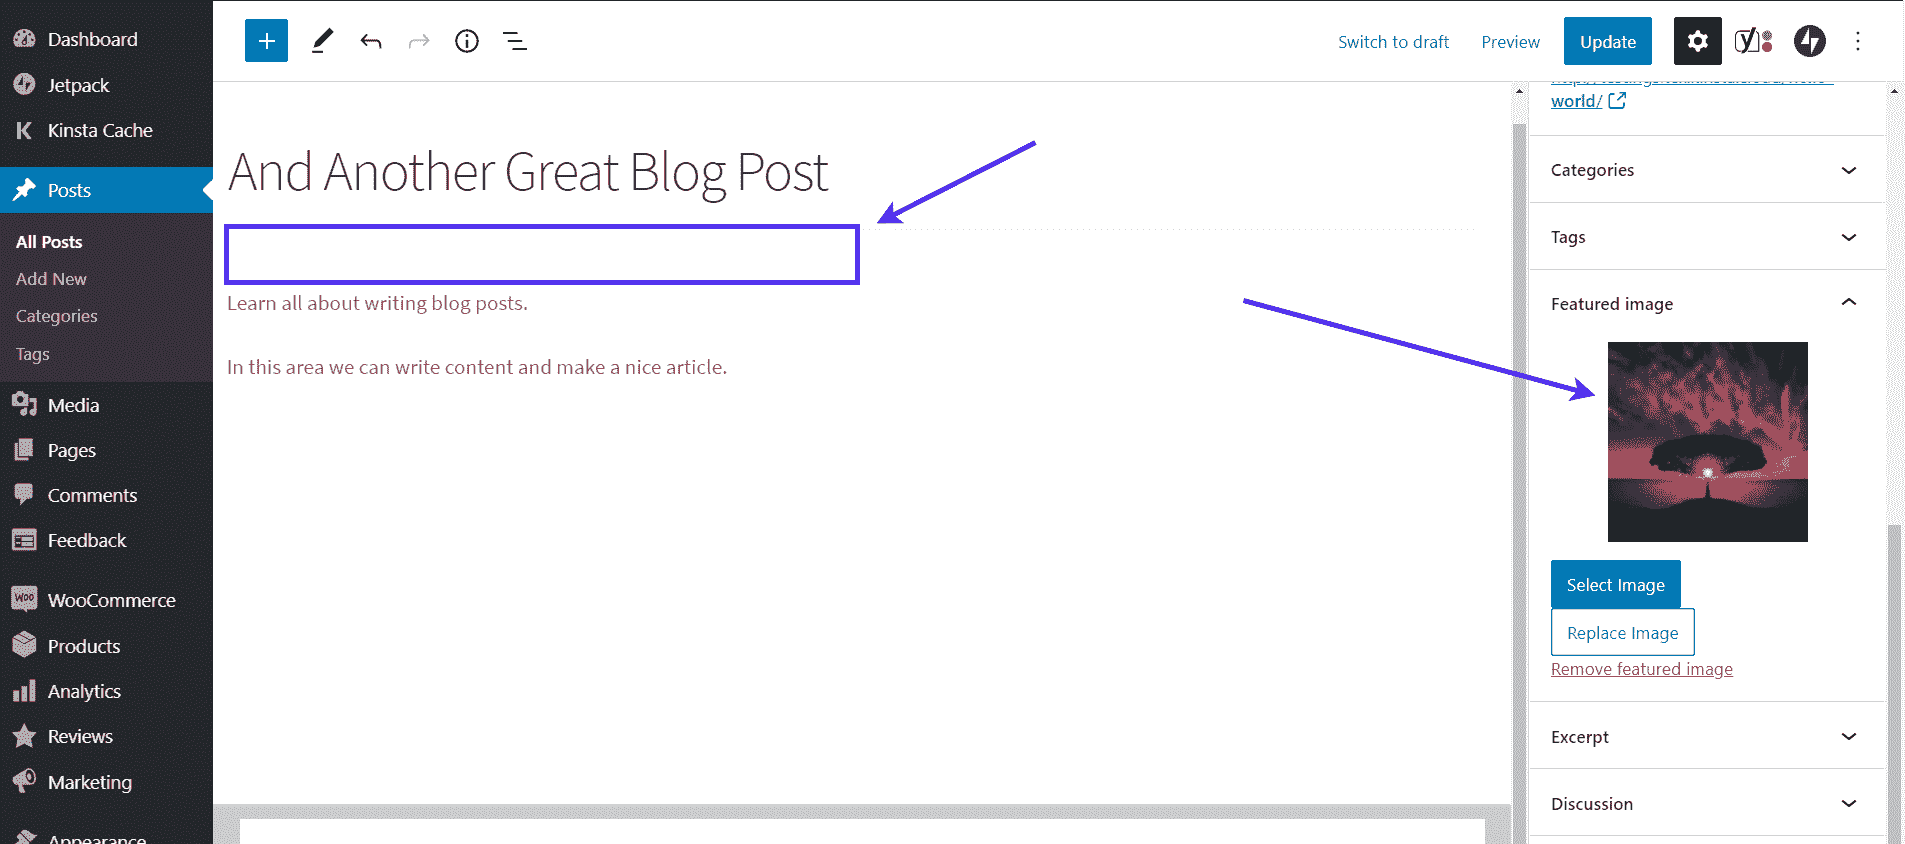 Dashboard
Jetpack
Kinsta Cache
Posts
All Posts
Add New
Categories
Tags
Media
Pages
Comments
Feedback
WooCommerce
Products
Analytics
Reviews
Marketing
Appearance
Switch to draft
Preview
Update
And Another Great Blog Post
Learn all about writing blog posts.
In this area we can write content and make a nice article.
world/
Categories
Tags
Featured image
Select Image
Replace Image
Remove featured image
Excerpt
Discussion